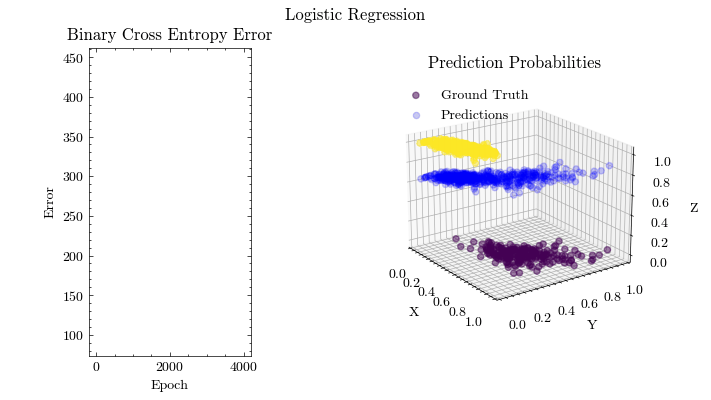 Logistic Regression
Binary Cross Entropy Error
450
400
350
300
250
200
150
100
Error
0
2000
4000
Epoch
Prediction Probabilities
Ground Truth
Predictions
1.0
0.8
0.6
0.4
0.2
0.0
Z
0.0
0.2
0.4
0.6
0.8
1.0
X
0.0
0.2
0.4
0.6
0.8
1.0
Y